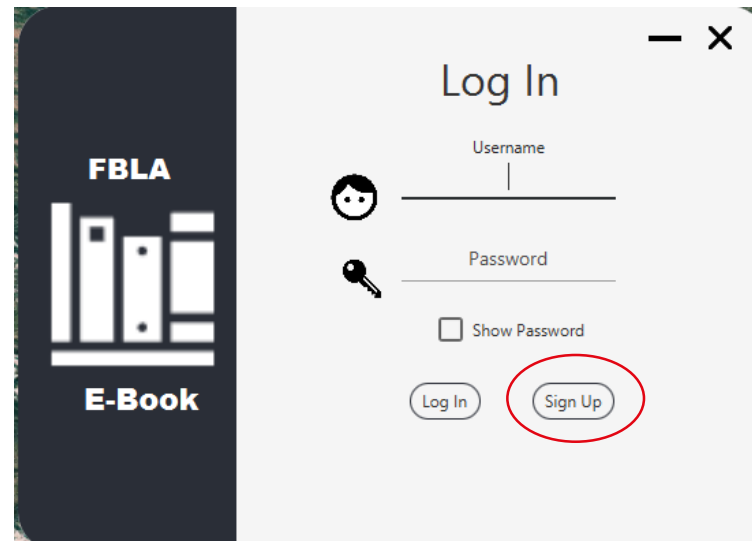 FBLA
E-Book
Log In
Username
Password
Show Password
Log In
Sign Up